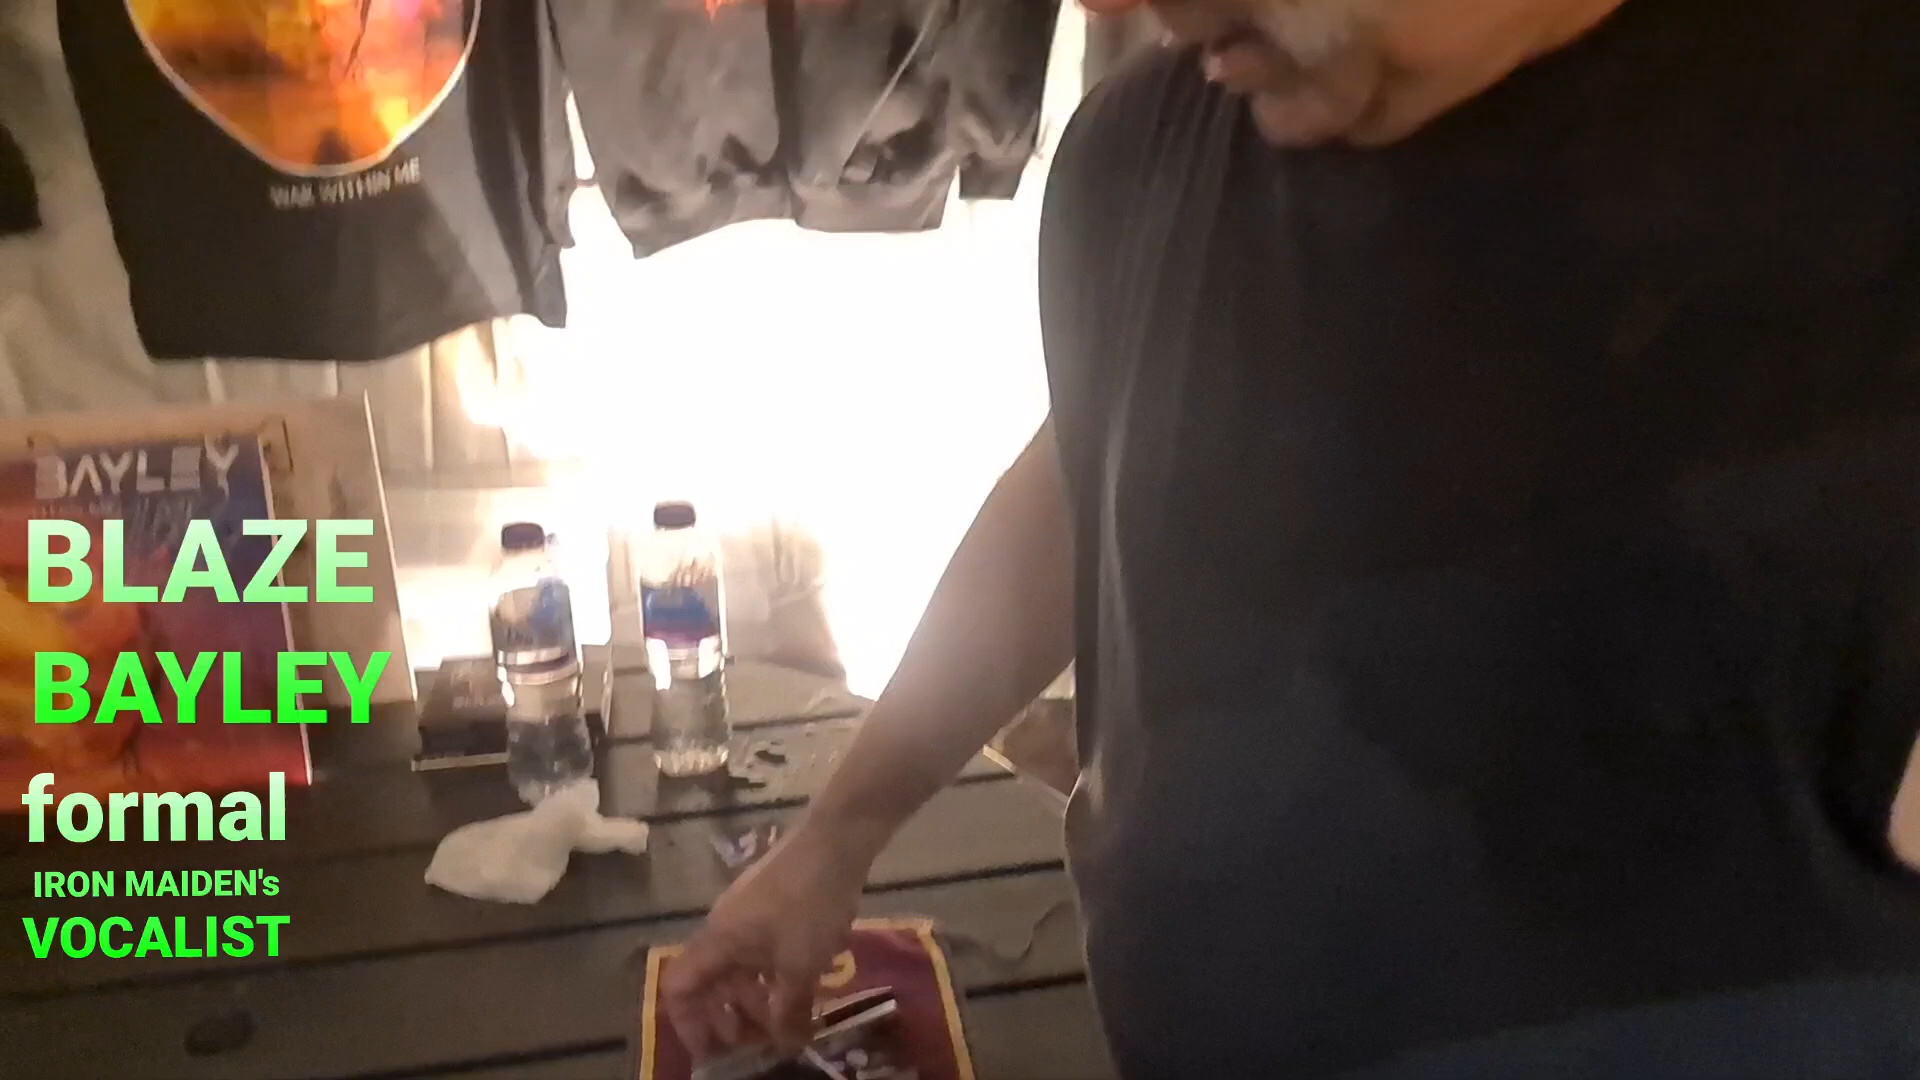 WAR WITHIN ME
BAYLEY
BLAZE
BAYLEY
formal
IRON MAIDEN's
VOCALIST